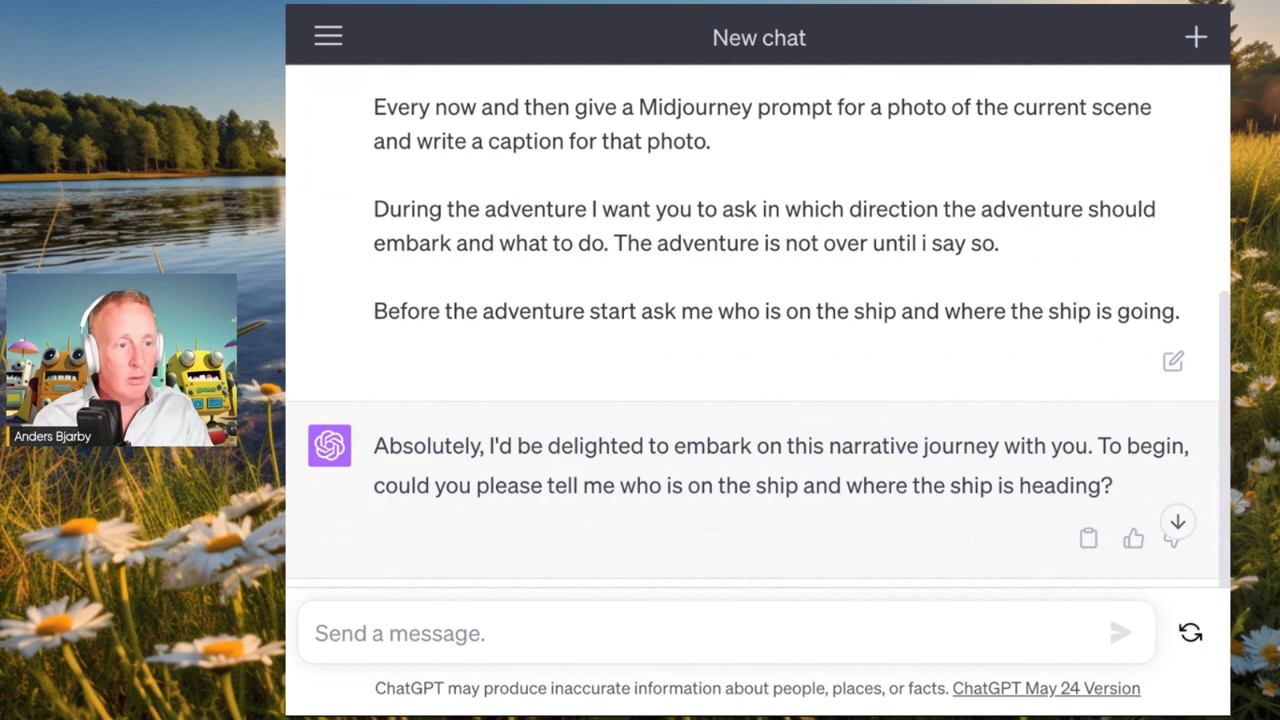 New chat
Every now and then give a Midjourney prompt for a photo of the current scene
and write a caption for that photo.
During the adventure I want you to ask in which direction the adventure should
embark and what to do. The adventure is not over until i say so.
Before the adventure start ask me who is on the ship and where the ship is going.
Absolutely, I'd be delighted to embark on this narrative journey with you. To begin,
could you please tell me who is on the ship and where the ship is heading?
Anders Bjarby
Send a message.
ChatGPT may produce inaccurate information about people, places, or facts. ChatGPT May 24 Version